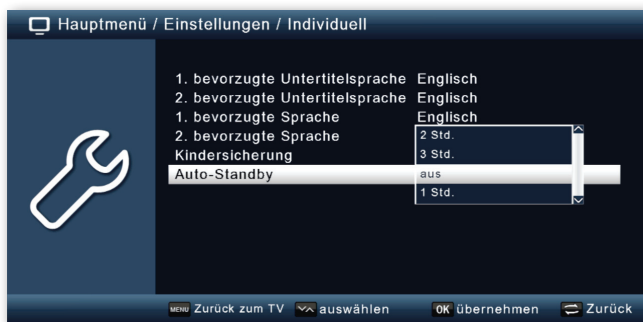 Hauptmenü / Einstellungen / Individuell
1. bevorzugte Untertitelsprache Englisch
2. bevorzugte Untertitelsprache Englisch
1. bevorzugte Sprache Englisch
2. bevorzugte Sprache
2 Std.
Kindersicherung
3 Std.
Auto-Standby
aus
1 Std.
MENU Zurück zum TV auswählen OK übernehmen Zurück